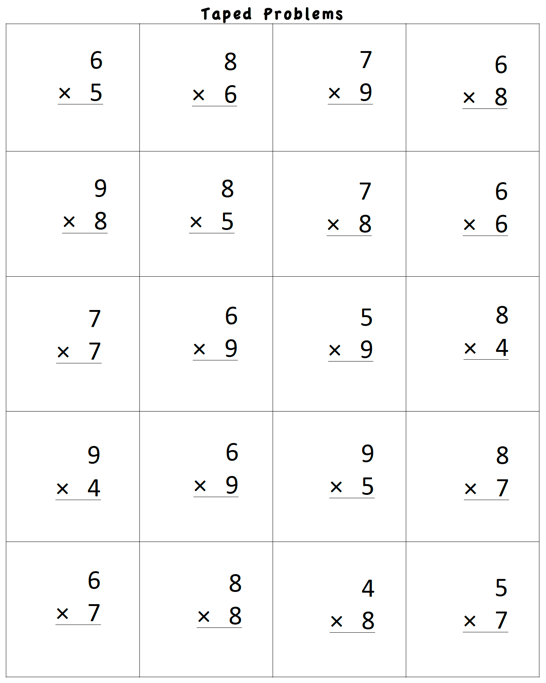 Taped Problems
6 8 7 6
× 5 × 6 × 9 × 8
9 8 7 6
× 8 × 5 × 8 × 6
7 6 5 8
× 7 × 9 × 9 × 4
9 6 9 8
× 4 × 9 × 5 × 7
6 8 4 5
× 7 × 8 × 8 × 7